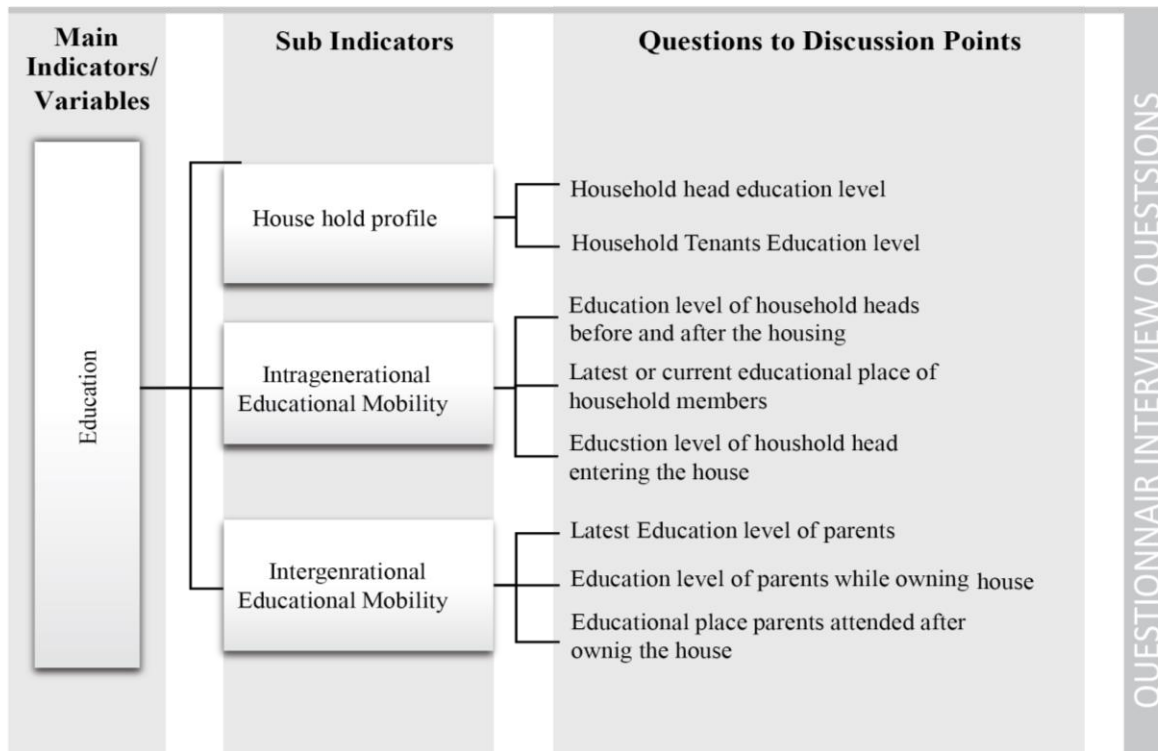 Main
Indicators/
Variables
Sub Indicators
Questions to Discussion Points
Education
House hold profile
Household head education level
Household Tenants Education level
Intragenerational
Educational Mobility
Education level of household heads
before and after the housing
Latest or current educational place of
household members
Educstion level of houshold head
entering the house
Intergenrational
Educational Mobility
Latest Education level of parents
Education level of parents while owning house
Educational place parents attended after
ownig the house
QUESTIONNAIR INTERVIEW QUESTSIONS